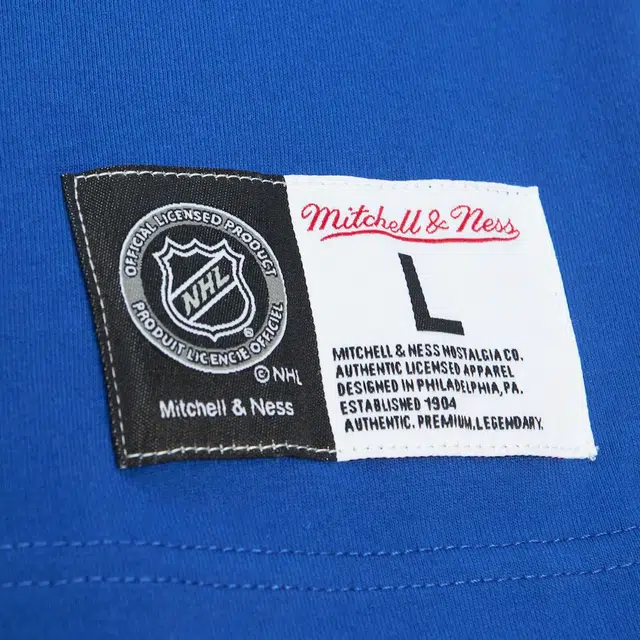 OFFICIAL LICENSED PRODUCT
NHL
®
PRODUIT LICENCIÉ OFFICIEL
© NHL
Mitchell & Ness
Mitchell & Ness
L
MITCHELL & NESS NOSTALGIA CO.
AUTHENTIC LICENSED APPAREL
DESIGNED IN PHILADELPHIA, PA.
ESTABLISHED 1904
AUTHENTIC. PREMIUM. LEGENDARY.